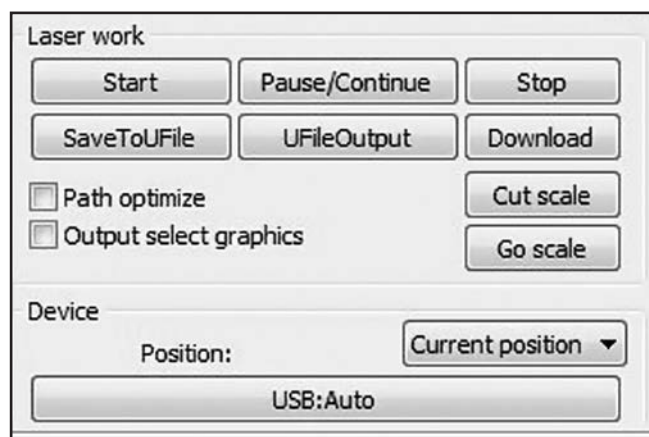 Laser work
Start Pause/Continue Stop
SaveToUFile UFileOutput Download
Path optimize Cut scale
Output select graphics
Go scale
Device
Position: Current position
USB:Auto